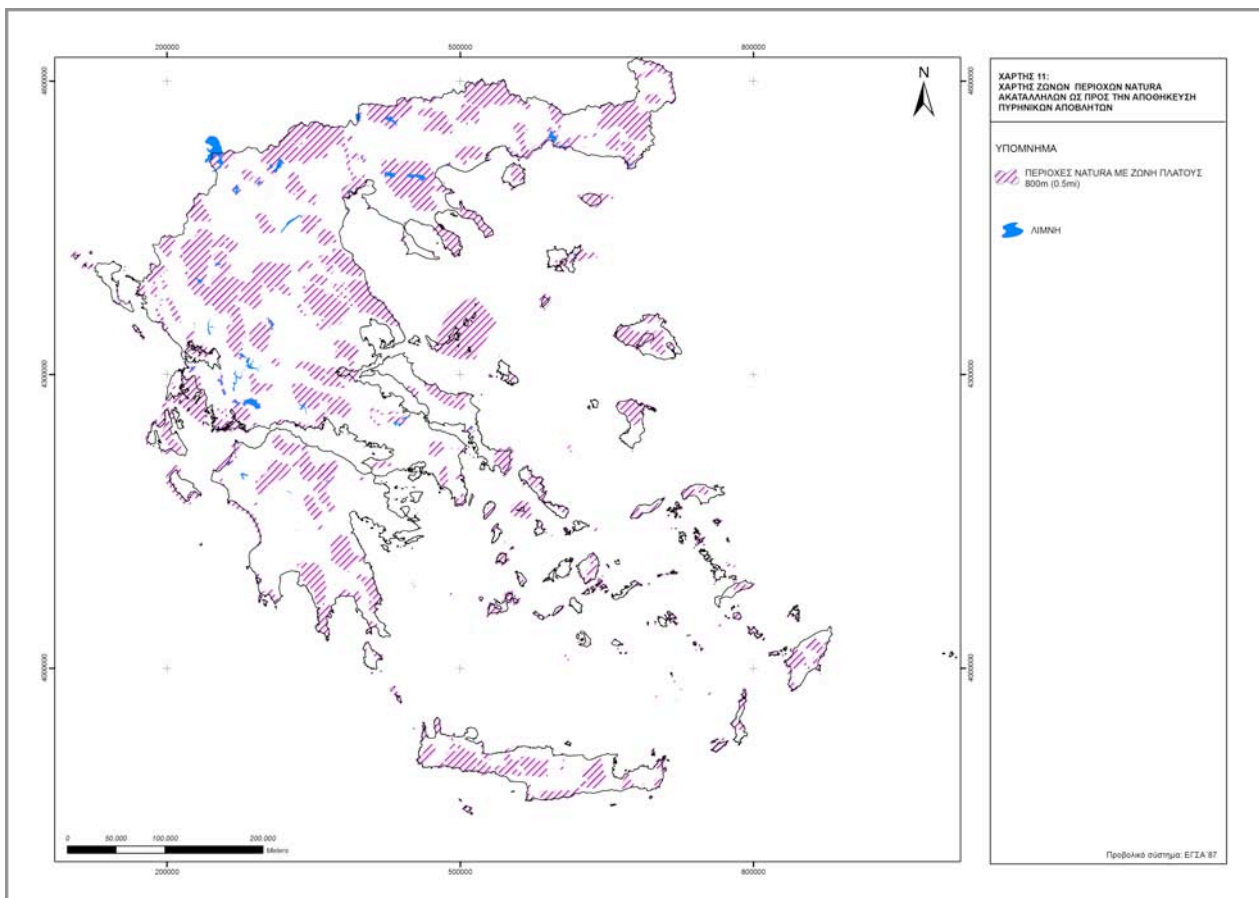 200000
500000
800000
4600000
4600000
N
4300000
4300000
4000000
4000000
0
50.000
100.000
200.000
Meters
200000
500000
800000
ΧΑΡΤΗΣ 11:
ΧΑΡΤΗΣ ΖΩΝΩΝ ΠΕΡΙΟΧΩΝ NATURA
ΑΚΑΤΑΛΛΗΛΩΝ ΩΣ ΠΡΟΣ ΤΗΝ ΑΠΟΘΗΚΕΥΣΗ
ΠΥΡΗΝΙΚΩΝ ΑΠΟΒΛΗΤΩΝ
ΥΠΟΜΝΗΜΑ
ΠΕΡΙΟΧΕΣ NATURA ΜΕ ΖΩΝΗ ΠΛΑΤΟΥΣ
800m (0.5mi)
ΛΙΜΝΗ
Προβολικό σύστημα: ΕΓΣΑ '87